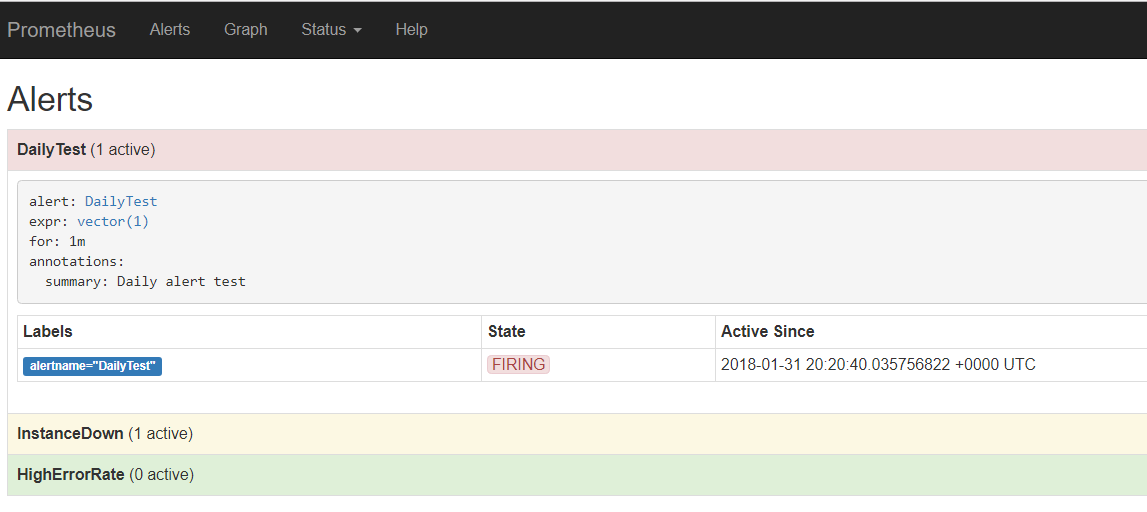 Prometheus Alerts Graph Status Help
Alerts
DailyTest (1 active)
alert: DailyTest
expr: vector(1)
for: 1m
annotations:
  summary: Daily alert test
Labels State Active Since
alertname="DailyTest" FIRING 2018-01-31 20:20:40.035756822 +0000 UTC
InstanceDown (1 active)
HighErrorRate (0 active)